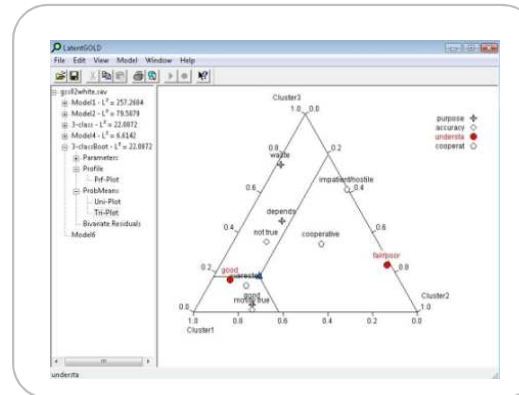 LatentGOLD
File Edit View Model Window Help
gss82white.sav
Model1 - L² = 257.2604
Model2 - L² = 79.5079
3-class - L² = 22.0872
Model4 - L² = 6.6142
3-classBoot - L² = 22.0872
Parameters
Profile
Prf-Plot
ProbMeans
Uni-Plot
Tri-Plot
Bivariate Residuals
Model6
Cluster3
1.0 0.0
purpose
accuracy
understa
cooperat
0.8 0.2
waste
impatient/hostile
0.6 0.4
depends
0.4 0.6
not true
cooperative
fair/poor
0.2 0.8
good
good
0.0 1.0
Cluster2
1.0 0.8 0.6 0.4 0.2 0.0
Cluster1
understa